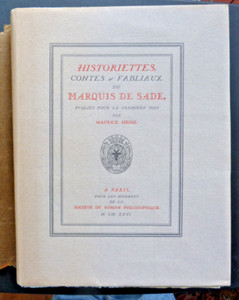 HISTORIETTES,
CONTES & FABLIAUX
DU
MARQUIS DE SADE,
PUBLIÉS POUR LA PREMIÈRE FOIS
PAR
MAURICE HEINE.
A PARIS,
POUR LES MEMBRES
DE LA
SOCIÉTÉ DU ROMAN PHILOSOPHIQUE.
M. CM. XXVI.